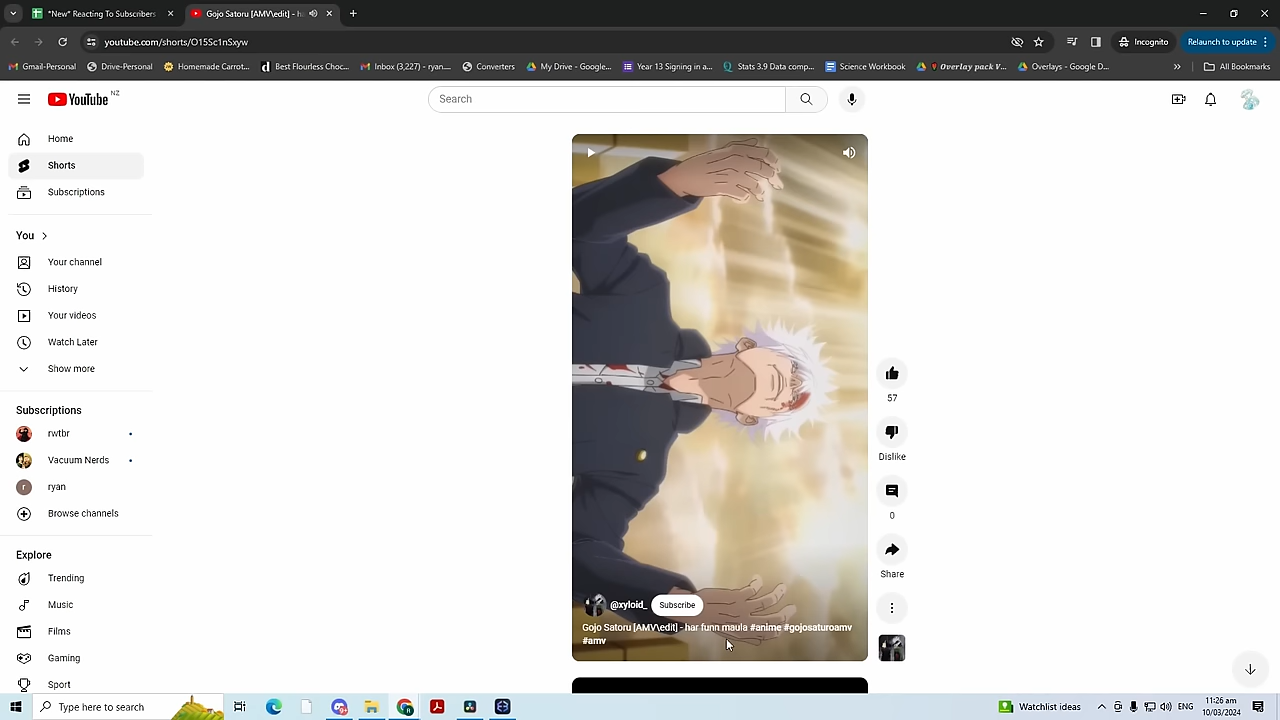 *New* Reacting To Subscribers
Gojo Satoru [AMV\edit] - h
youtube.com/shorts/O15Sc1nSxyw
Incognito
Relaunch to update
Gmail-Personal
Drive-Personal
Homemade Carrot...
Best Flourless Choc...
Inbox (3,227) - ryan....
Converters
My Drive - Google...
Year 13 Signing in a...
Stats 3.9 Data comp...
Science Workbook
Overlay pack V...
Overlays - Google D...
All Bookmarks
YouTube NZ
Search
Home
Shorts
Subscriptions
You
Your channel
History
Your videos
Watch Later
Show more
Subscriptions
rwtbr
Vacuum Nerds
ryan
Browse channels
Explore
Trending
Music
Films
Gaming
Sport
57
Dislike
0
Share
@xyloid_ Subscribe
Gojo Satoru [AMV\edit] - har funn maula #anime #gojosaturoamv
#amv
Type here to search
Watchlist ideas
ENG
11:26 am
10/03/2024